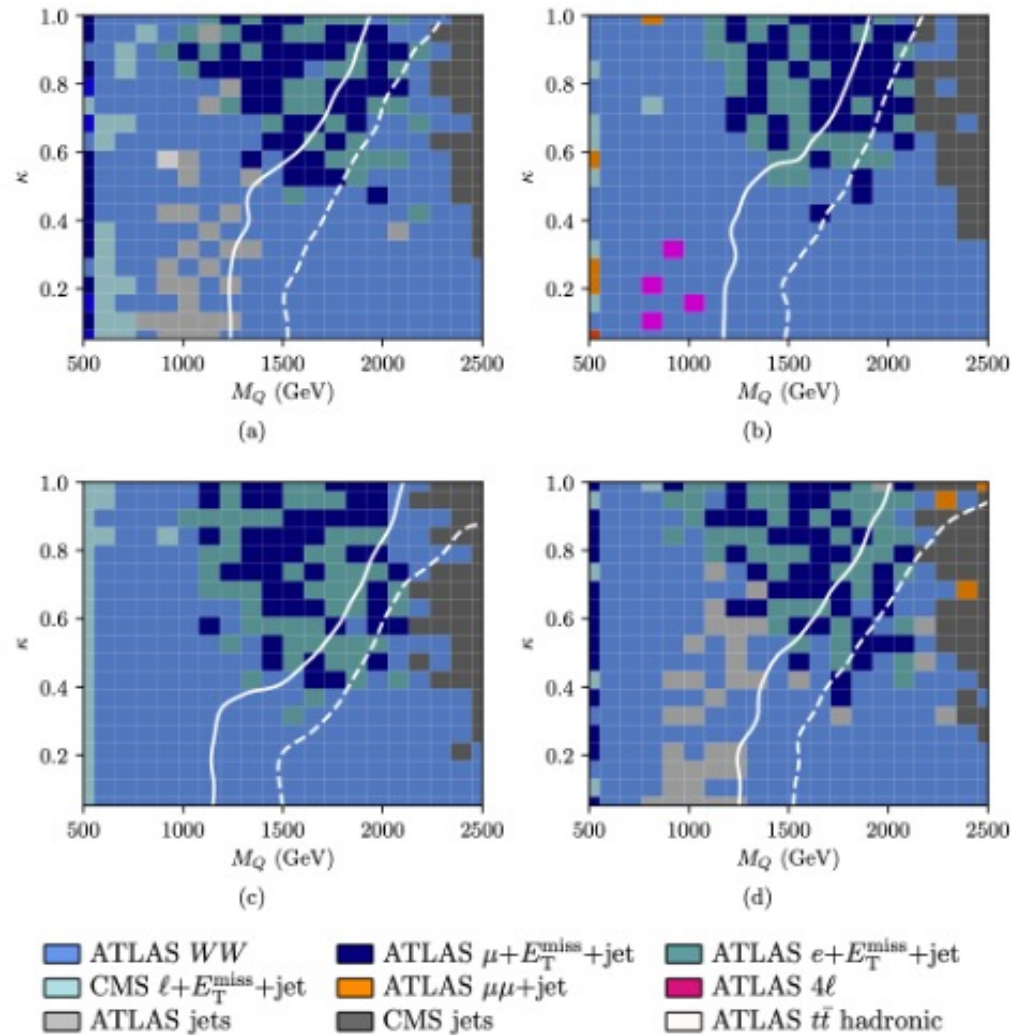 1.0
0.8
0.6
0.4
0.2
κ
500 1000 1500 2000 2500
M_Q (GeV)
(a)
1.0
0.8
0.6
0.4
0.2
κ
500 1000 1500 2000 2500
M_Q (GeV)
(b)
1.0
0.8
0.6
0.4
0.2
κ
500 1000 1500 2000 2500
M_Q (GeV)
(c)
1.0
0.8
0.6
0.4
0.2
κ
500 1000 1500 2000 2500
M_Q (GeV)
(d)
ATLAS WW ATLAS μ+E_T^miss+jet ATLAS e+E_T^miss+jet
CMS ℓ+E_T^miss+jet ATLAS μμ+jet ATLAS 4ℓ
ATLAS jets CMS jets ATLAS tt̄ hadronic